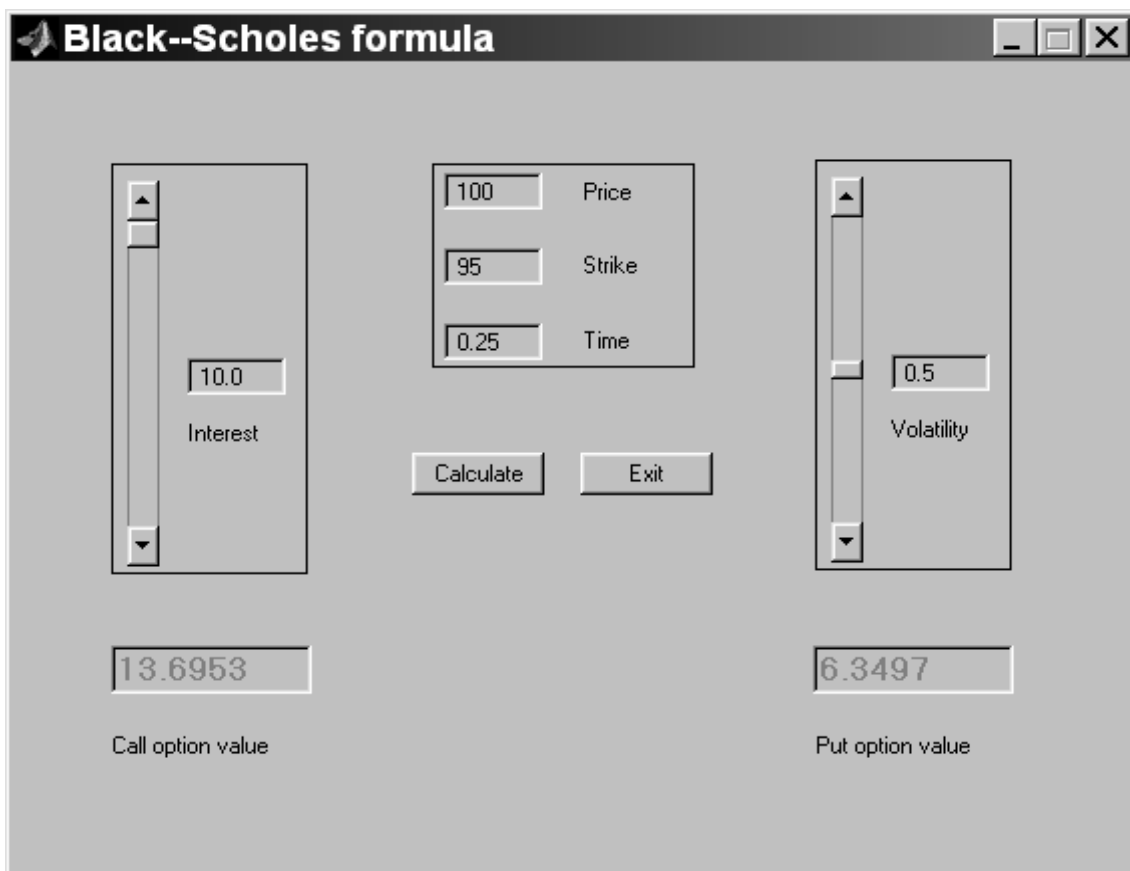 Black--Scholes formula
100 Price
95 Strike
0.25 Time
10.0
Interest
0.5
Volatility
Calculate Exit
13.6953
6.3497
Call option value
Put option value